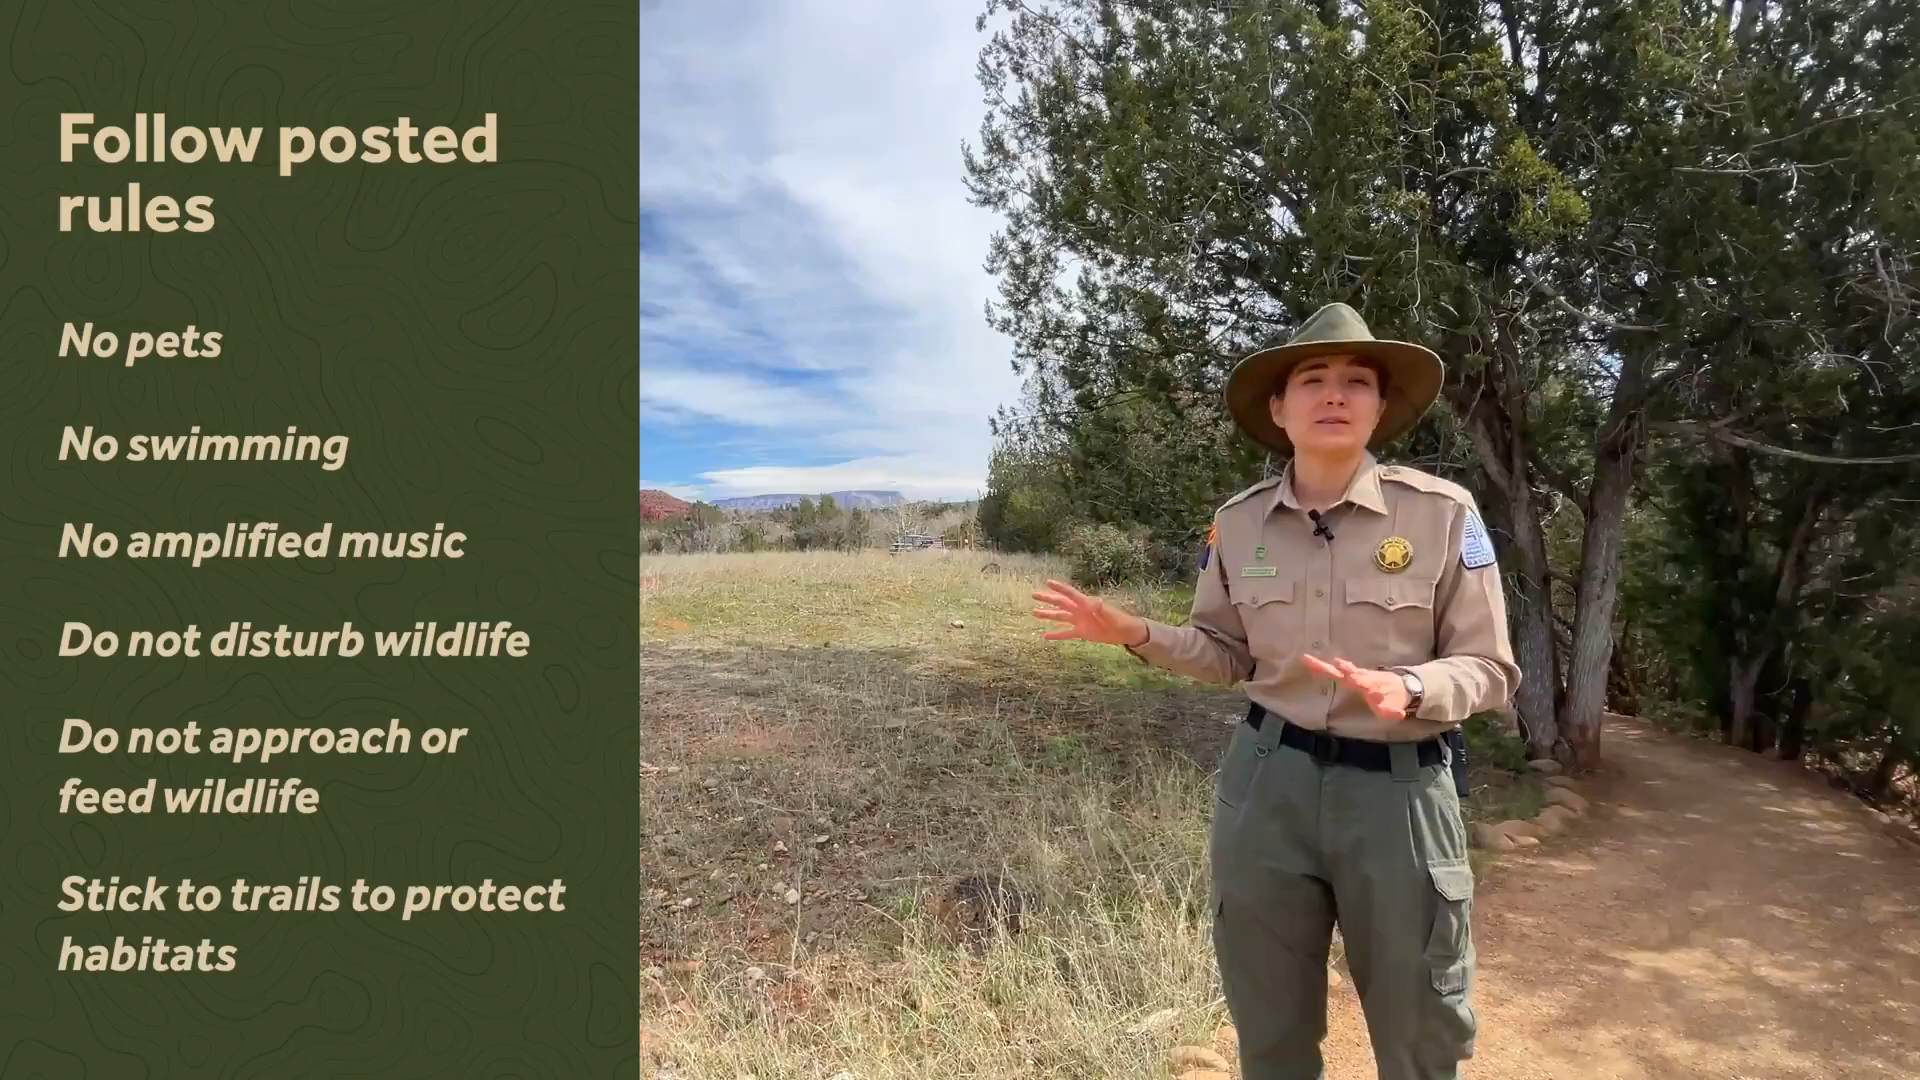 Follow posted
rules
No pets
No swimming
No amplified music
Do not disturb wildlife
Do not approach or
feed wildlife
Stick to trails to protect
habitats